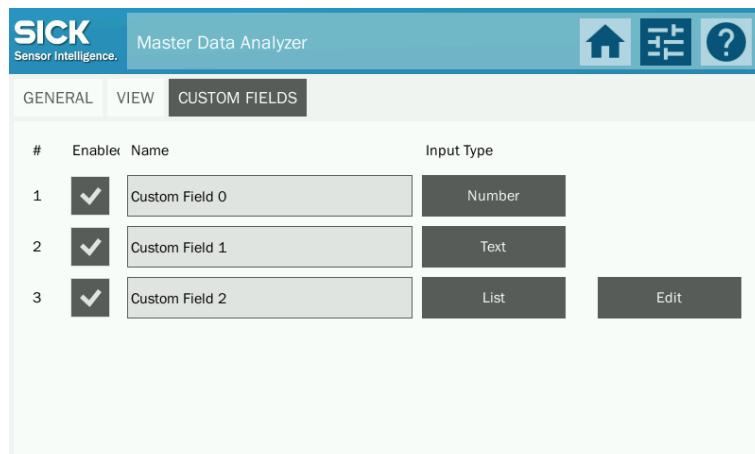 SICK
Sensor Intelligence.
Master Data Analyzer
?
GENERAL VIEW CUSTOM FIELDS
# Enabled Name Input Type
1 Custom Field 0 Number
2 Custom Field 1 Text
3 Custom Field 2 List Edit